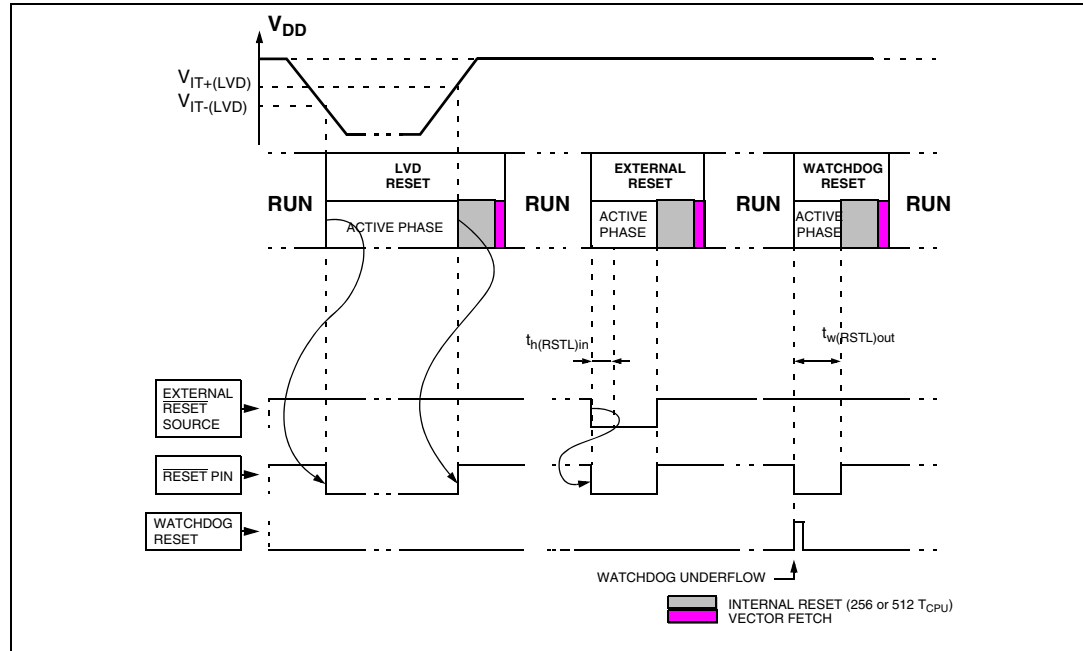 VDD
VIT+(LVD)
VIT-(LVD)
LVD
RESET
EXTERNAL
RESET
WATCHDOG
RESET
RUN
RUN
RUN
RUN
ACTIVE PHASE
ACTIVE
PHASE
ACTIVE
PHASE
th(RSTL)in
tw(RSTL)out
EXTERNAL
RESET
SOURCE
RESET PIN
WATCHDOG
RESET
WATCHDOG UNDERFLOW
INTERNAL RESET (256 or 512 TCPU)
VECTOR FETCH